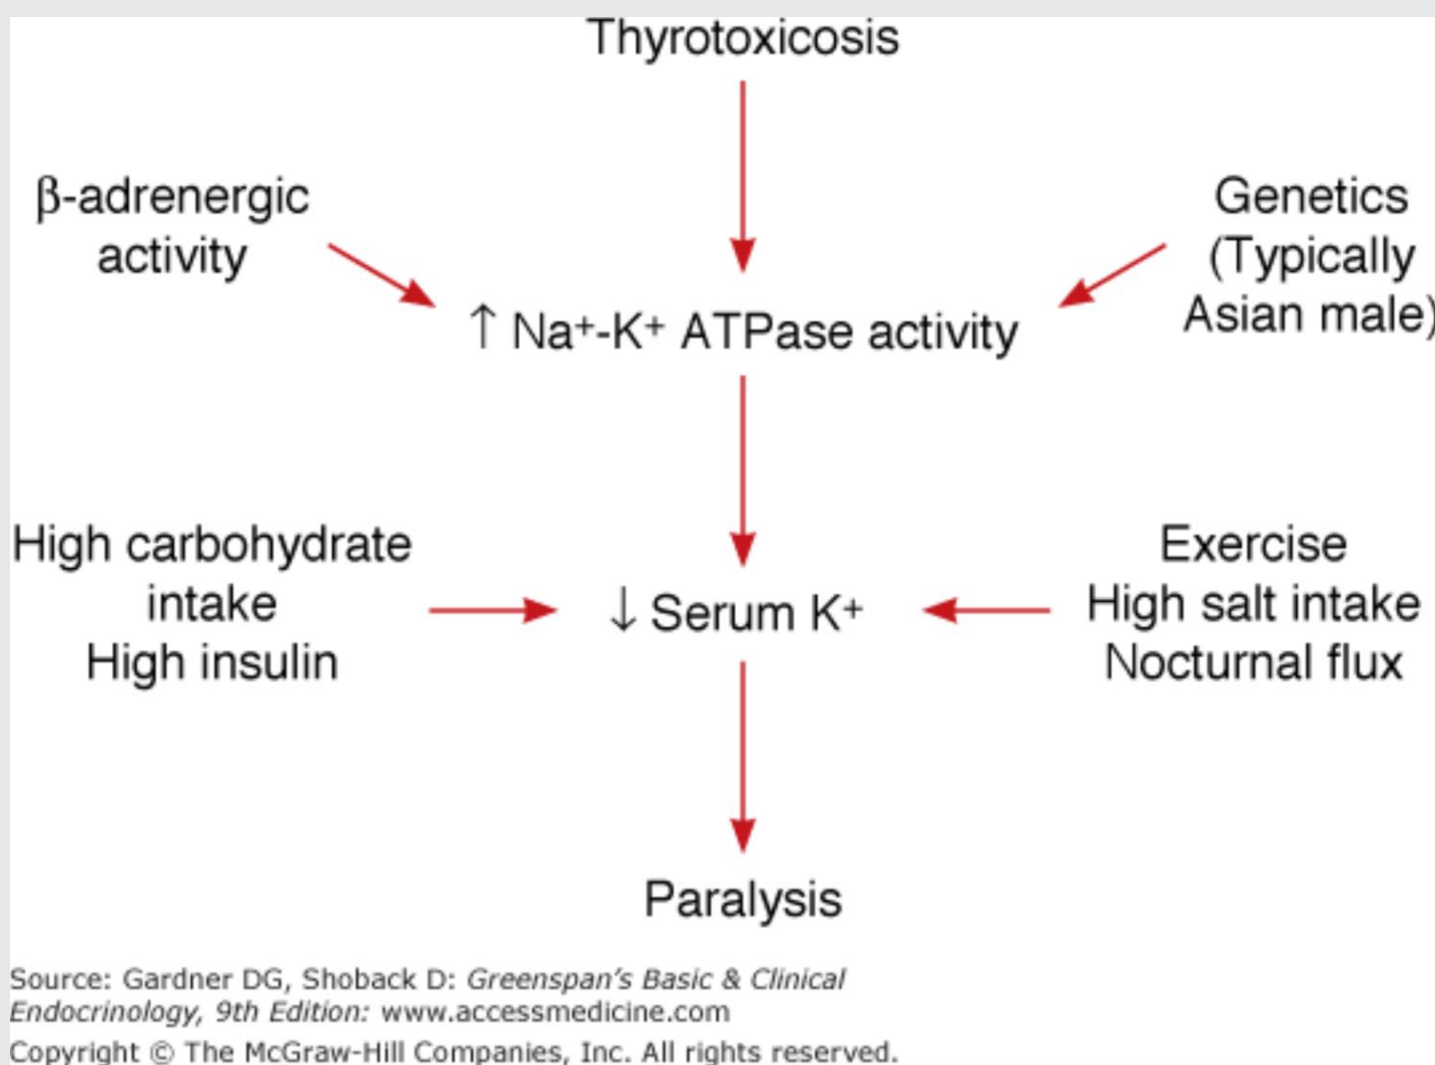 Thyrotoxicosis
β-adrenergic
activity
Genetics
(Typically
Asian male)
↑ Na⁺-K⁺ ATPase activity
High carbohydrate
intake
High insulin
↓ Serum K⁺
Exercise
High salt intake
Nocturnal flux
Paralysis
Source: Gardner DG, Shoback D: Greenspan's Basic & Clinical
Endocrinology, 9th Edition: www.accessmedicine.com
Copyright © The McGraw-Hill Companies, Inc. All rights reserved.